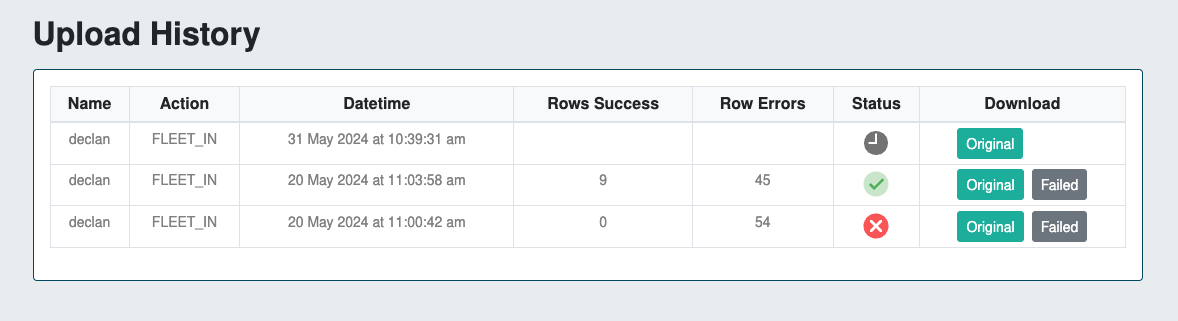 Upload History
Name Action Datetime Rows Success Row Errors Status Download
declan FLEET_IN 31 May 2024 at 10:39:31 am Original
declan FLEET_IN 20 May 2024 at 11:03:58 am 9 45 Original Failed
declan FLEET_IN 20 May 2024 at 11:00:42 am 0 54 Original Failed